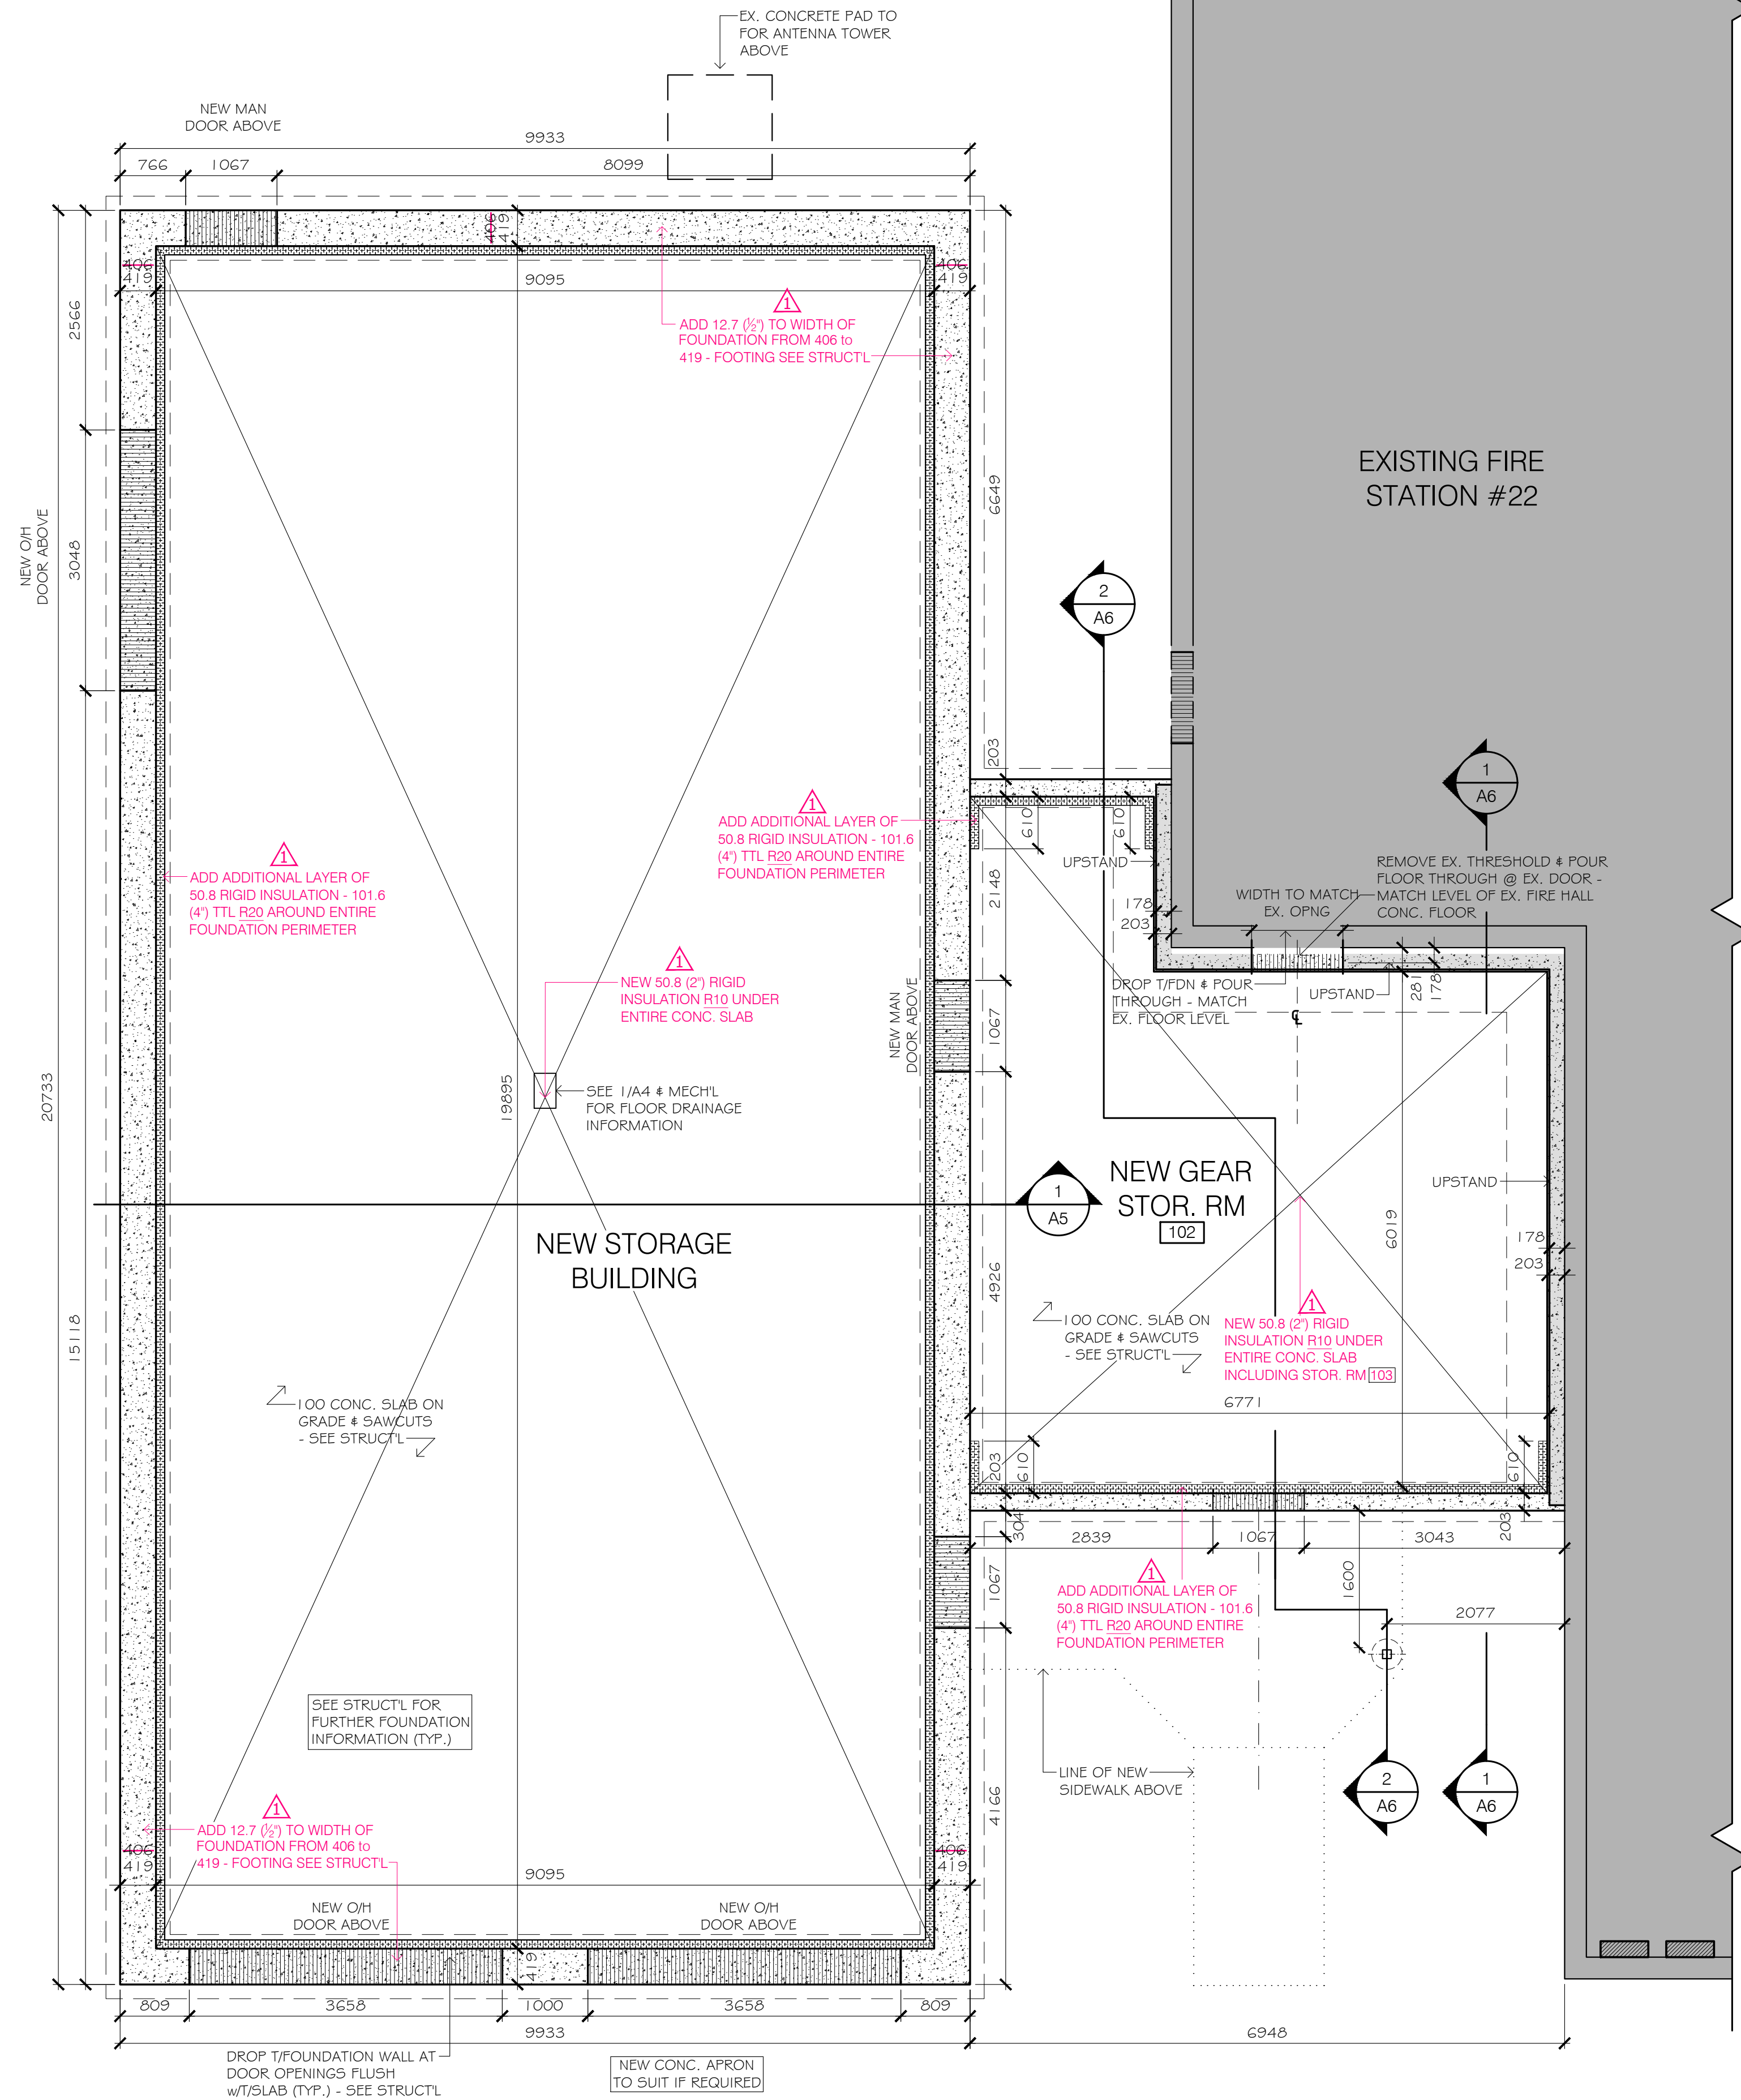 EX. CONCRETE PAD TO
FOR ANTENNA TOWER
ABOVE
NEW MAN
DOOR ABOVE
9933
766
1067
8099
406
419
406
419
406
419
9095
1
ADD 12.7 (½") TO WIDTH OF
FOUNDATION FROM 406 to
419 - FOOTING SEE STRUCT'L
2566
6649
EXISTING FIRE
STATION #22
NEW O/H
DOOR ABOVE
3048
2
A6
203
1
A6
1
ADD ADDITIONAL LAYER OF
50.8 RIGID INSULATION - 101.6
(4") TTL R20 AROUND ENTIRE
FOUNDATION PERIMETER
1
ADD ADDITIONAL LAYER OF
50.8 RIGID INSULATION - 101.6
(4") TTL R20 AROUND ENTIRE
FOUNDATION PERIMETER
610
610
UPSTAND
2148
178
203
WIDTH TO MATCH
EX. OPNG
REMOVE EX. THRESHOLD & POUR
FLOOR THROUGH @ EX. DOOR -
MATCH LEVEL OF EX. FIRE HALL
CONC. FLOOR
1
NEW 50.8 (2") RIGID
INSULATION R10 UNDER
ENTIRE CONC. SLAB
DROP T/FDN & POUR
THROUGH - MATCH
EX. FLOOR LEVEL
UPSTAND
281
178
℄
NEW MAN
DOOR ABOVE
1067
20733
19895
SEE 1/A4 & MECH'L
FOR FLOOR DRAINAGE
INFORMATION
NEW GEAR
STOR. RM
102
1
A5
UPSTAND
6019
178
203
NEW STORAGE
BUILDING
4926
15118
100 CONC. SLAB ON
GRADE & SAWCUTS
- SEE STRUCT'L
1
NEW 50.8 (2") RIGID
INSULATION R10 UNDER
ENTIRE CONC. SLAB
INCLUDING STOR. RM 103
6771
100 CONC. SLAB ON
GRADE & SAWCUTS
- SEE STRUCT'L
203
610
610
304
2839
1067
3043
203
1067
1600
1
ADD ADDITIONAL LAYER OF
50.8 RIGID INSULATION - 101.6
(4") TTL R20 AROUND ENTIRE
FOUNDATION PERIMETER
2077
SEE STRUCT'L FOR
FURTHER FOUNDATION
INFORMATION (TYP.)
LINE OF NEW
SIDEWALK ABOVE
2
A6
1
A6
4166
1
ADD 12.7 (½") TO WIDTH OF
FOUNDATION FROM 406 to
419 - FOOTING SEE STRUCT'L
406
419
406
419
9095
NEW O/H
DOOR ABOVE
NEW O/H
DOOR ABOVE
419
809
3658
1000
3658
809
9933
6948
DROP T/FOUNDATION WALL AT
DOOR OPENINGS FLUSH
w/T/SLAB (TYP.) - SEE STRUCT'L
NEW CONC. APRON
TO SUIT IF REQUIRED